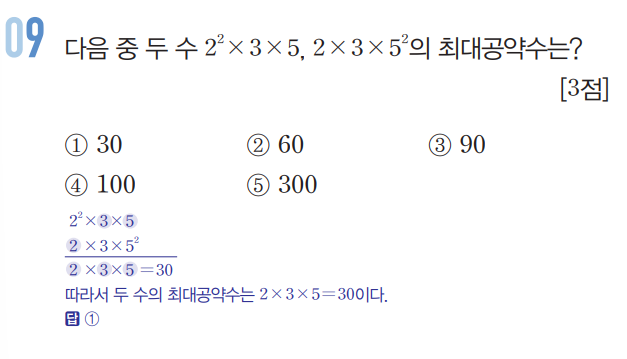 09 다음 중 두 수 2²×3×5, 2×3×5²의 최대공약수는?
[3점]
① 30 ② 60 ③ 90
④ 100 ⑤ 300
2²×3×5
2 ×3×5²
2 ×3×5=30
따라서 두 수의 최대공약수는 2×3×5=30이다.
답 ①